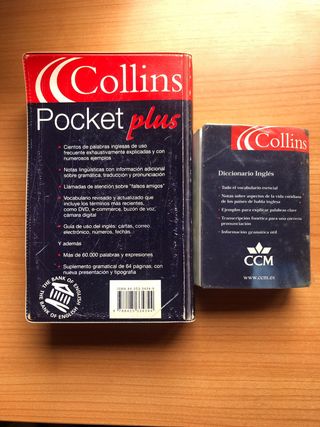 Collins
Pocket plus
Cientos de palabras inglesas de uso
frecuente exhaustivamente explicadas y con
numerosos ejemplos
Notas lingüísticas con información adicional
sobre gramática, traducción y pronunciación
Llamadas de atención sobre "falsos amigos"
Vocabulario revisado y actualizado que
incluye los términos más recientes,
como DVD, e-commerce, buzón de voz,
cámara digital
Guía de uso del inglés: cartas, correo
electrónico, números, fechas
Y además
Más de 60.000 palabras y expresiones
Suplemento gramatical de 64 páginas, con
nueva presentación y tipografía
THE BANK OF ENGLISH
THE BANK OF ENGLISH
Collins
Diccionario Inglés
Todo el vocabulario esencial
Notas sobre aspectos de la vida cotidiana
de los países de habla inglesa
Ejemplos para explicar palabras clave
Transcripción fonética para una correcta
pronunciación
Información gramatical útil
CCM
www.ccm.es